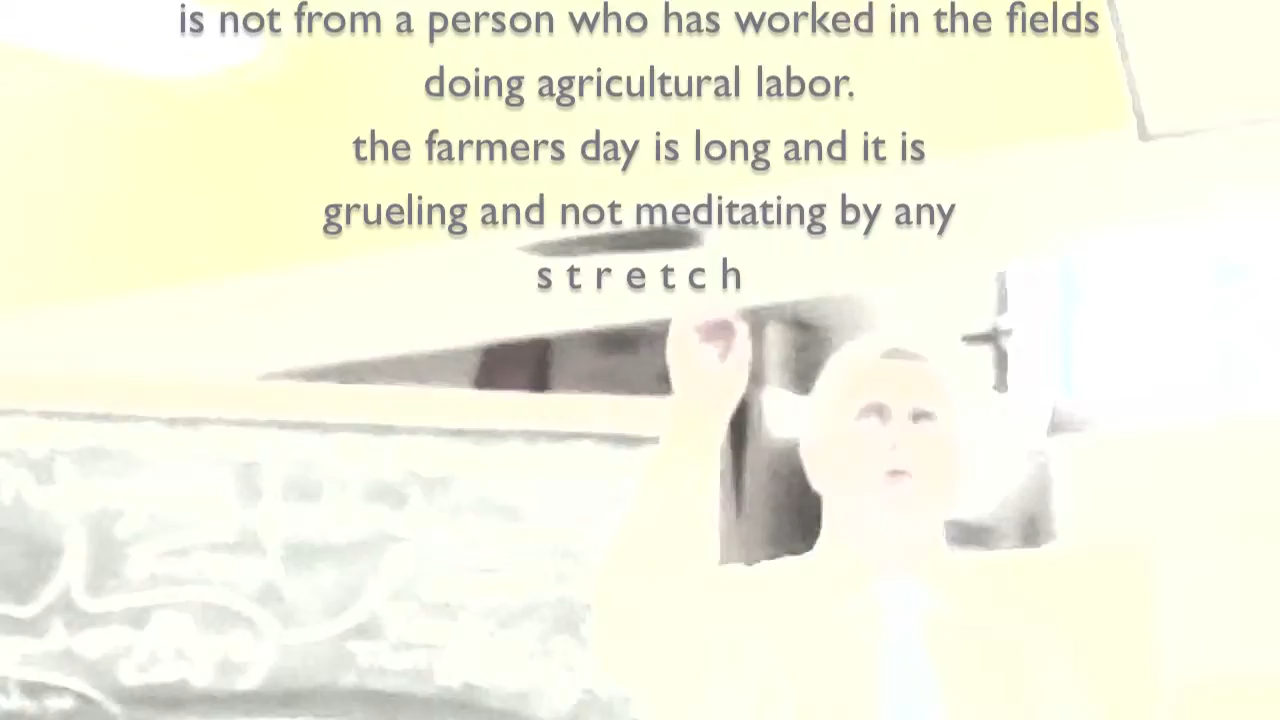 is not from a person who has worked in the fields
doing agricultural labor.
the farmers day is long and it is
grueling and not meditating by any
s t r e t c h